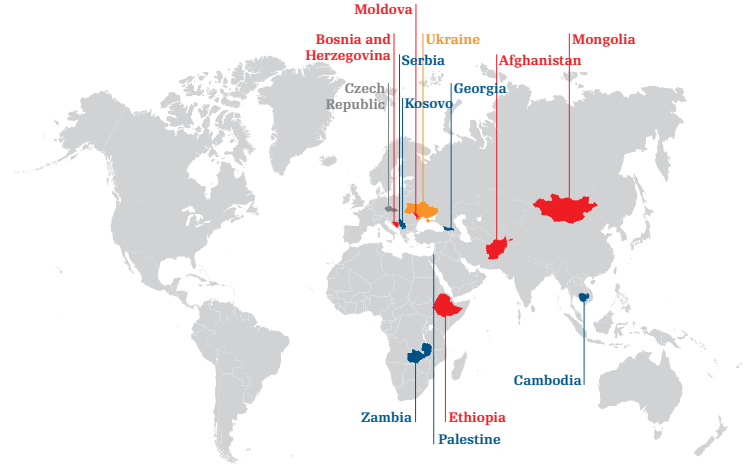 Moldova
Bosnia and
Herzegovina
Ukraine
Mongolia
Serbia
Afghanistan
Czech
Republic
Georgia
Kosovo
Cambodia
Zambia
Ethiopia
Palestine